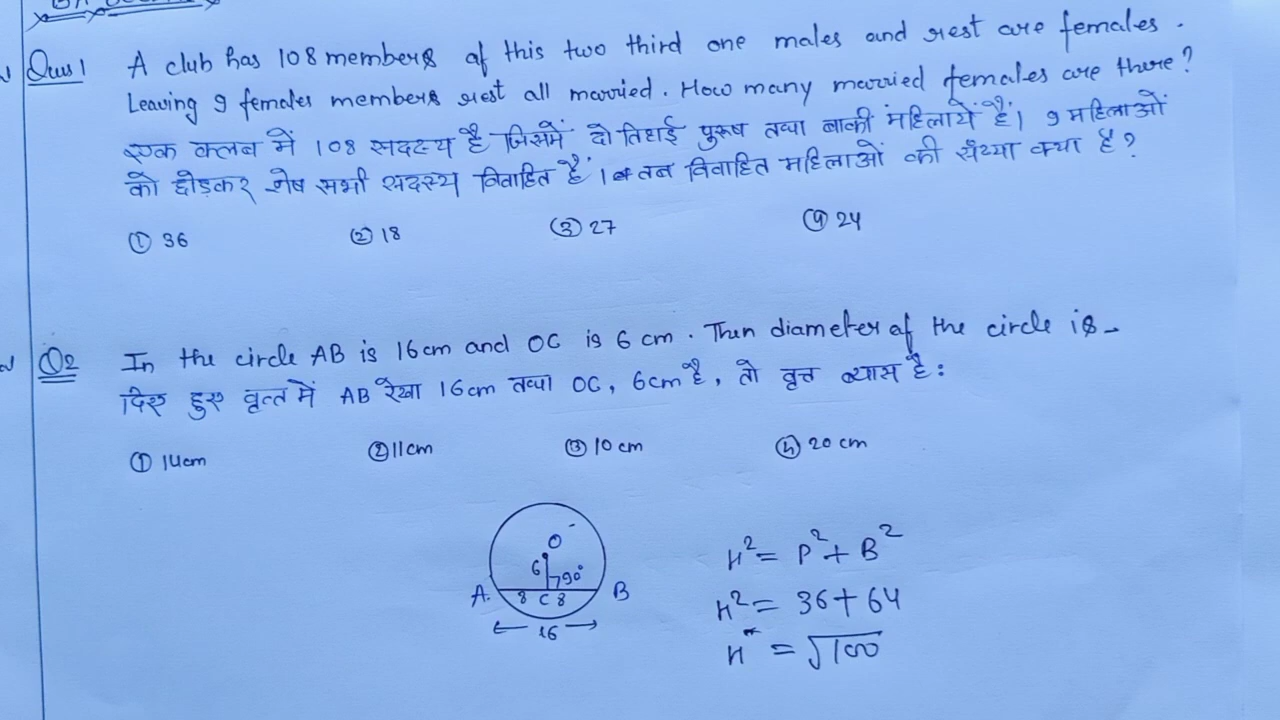 Qus 1 A club has 108 members of this two third one males and rest are females.
Leaving 9 females members rest all married. How many married females are there?
एक क्लब में 108 सदस्य है जिसमें दो तिहाई पुरूष तथा बाकी महिलायें हैं। 9 महिलाओं
को छोड़कर शेष सभी सदस्य विवाहित हैं। तब विवाहित महिलाओं की संख्या क्या है?
① 36 ② 18 ③ 27 ④ 24
Q2 In the circle AB is 16cm and OC is 6 cm. Then diameter of the circle is-
दिए हुए वृत्त में AB रेखा 16cm तथा OC, 6cm है, तो वृत्त व्यास है:
① 14cm ② 11cm ③ 10 cm ④ 20 cm
O
6 90°
A. 8 C 8 B
16
H² = P² + B²
H² = 36 + 64
H = √100